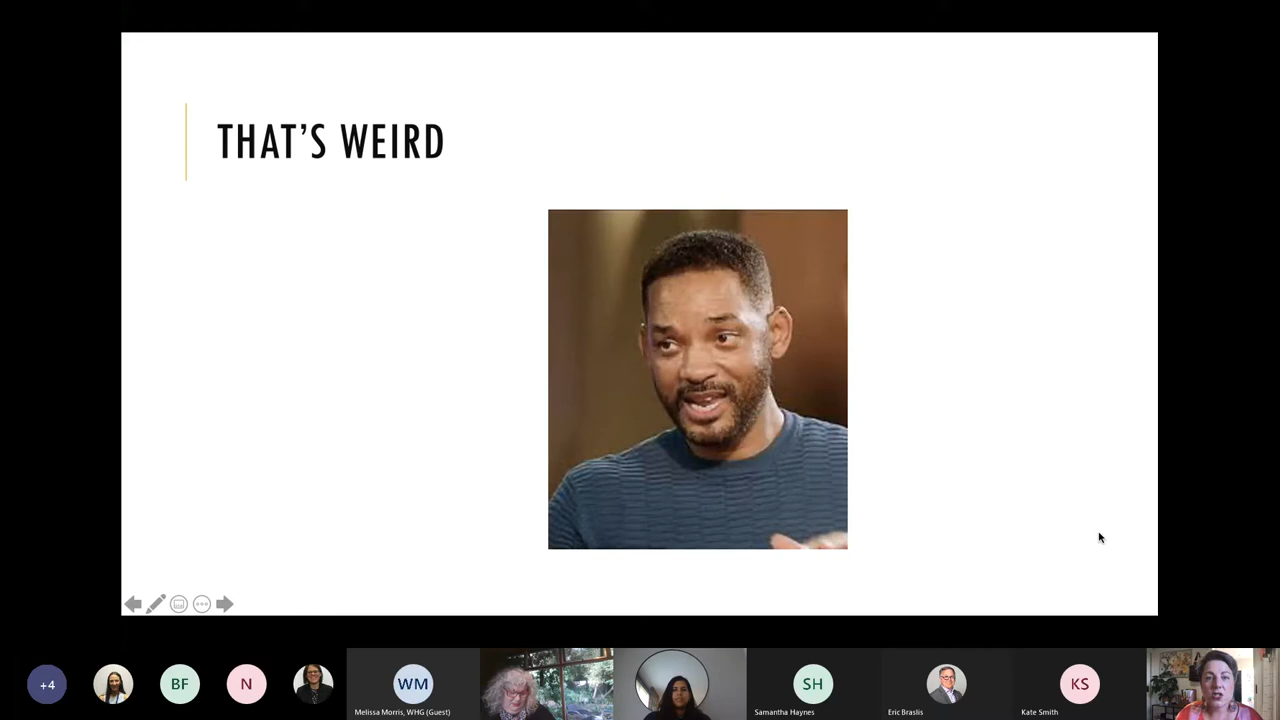 THAT'S WEIRD
+4
BF
N
WM
SH
KS
Melissa Morris, WHG (Guest)
Samantha Haynes
Eric Braslis
Kate Smith